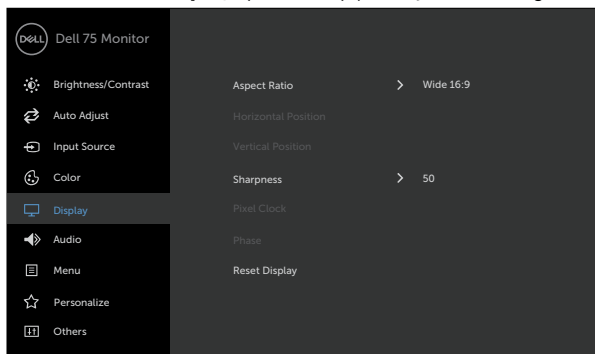 DELL Dell 75 Monitor
Brightness/Contrast
Auto Adjust
Input Source
Color
Display
Audio
Menu
Personalize
Others
Aspect Ratio > Wide 16:9
Horizontal Position
Vertical Position
Sharpness > 50
Pixel Clock
Phase
Reset Display